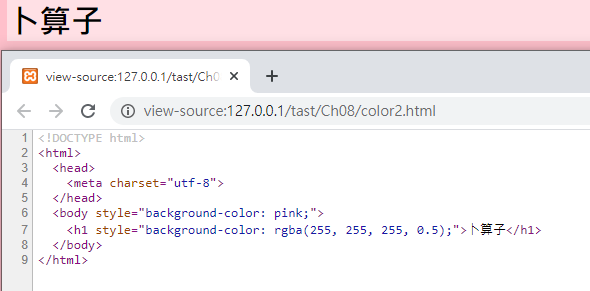 卜算子
view-source:127.0.0.1/tast/Ch0
view-source:127.0.0.1/tast/Ch08/color2.html
1 <!DOCTYPE html>
2 <html>
3 <head>
4 <meta charset="utf-8">
5 </head>
6 <body style="background-color: pink;">
7 <h1 style="background-color: rgba(255, 255, 255, 0.5);">卜算子</h1>
8 </body>
9 </html>